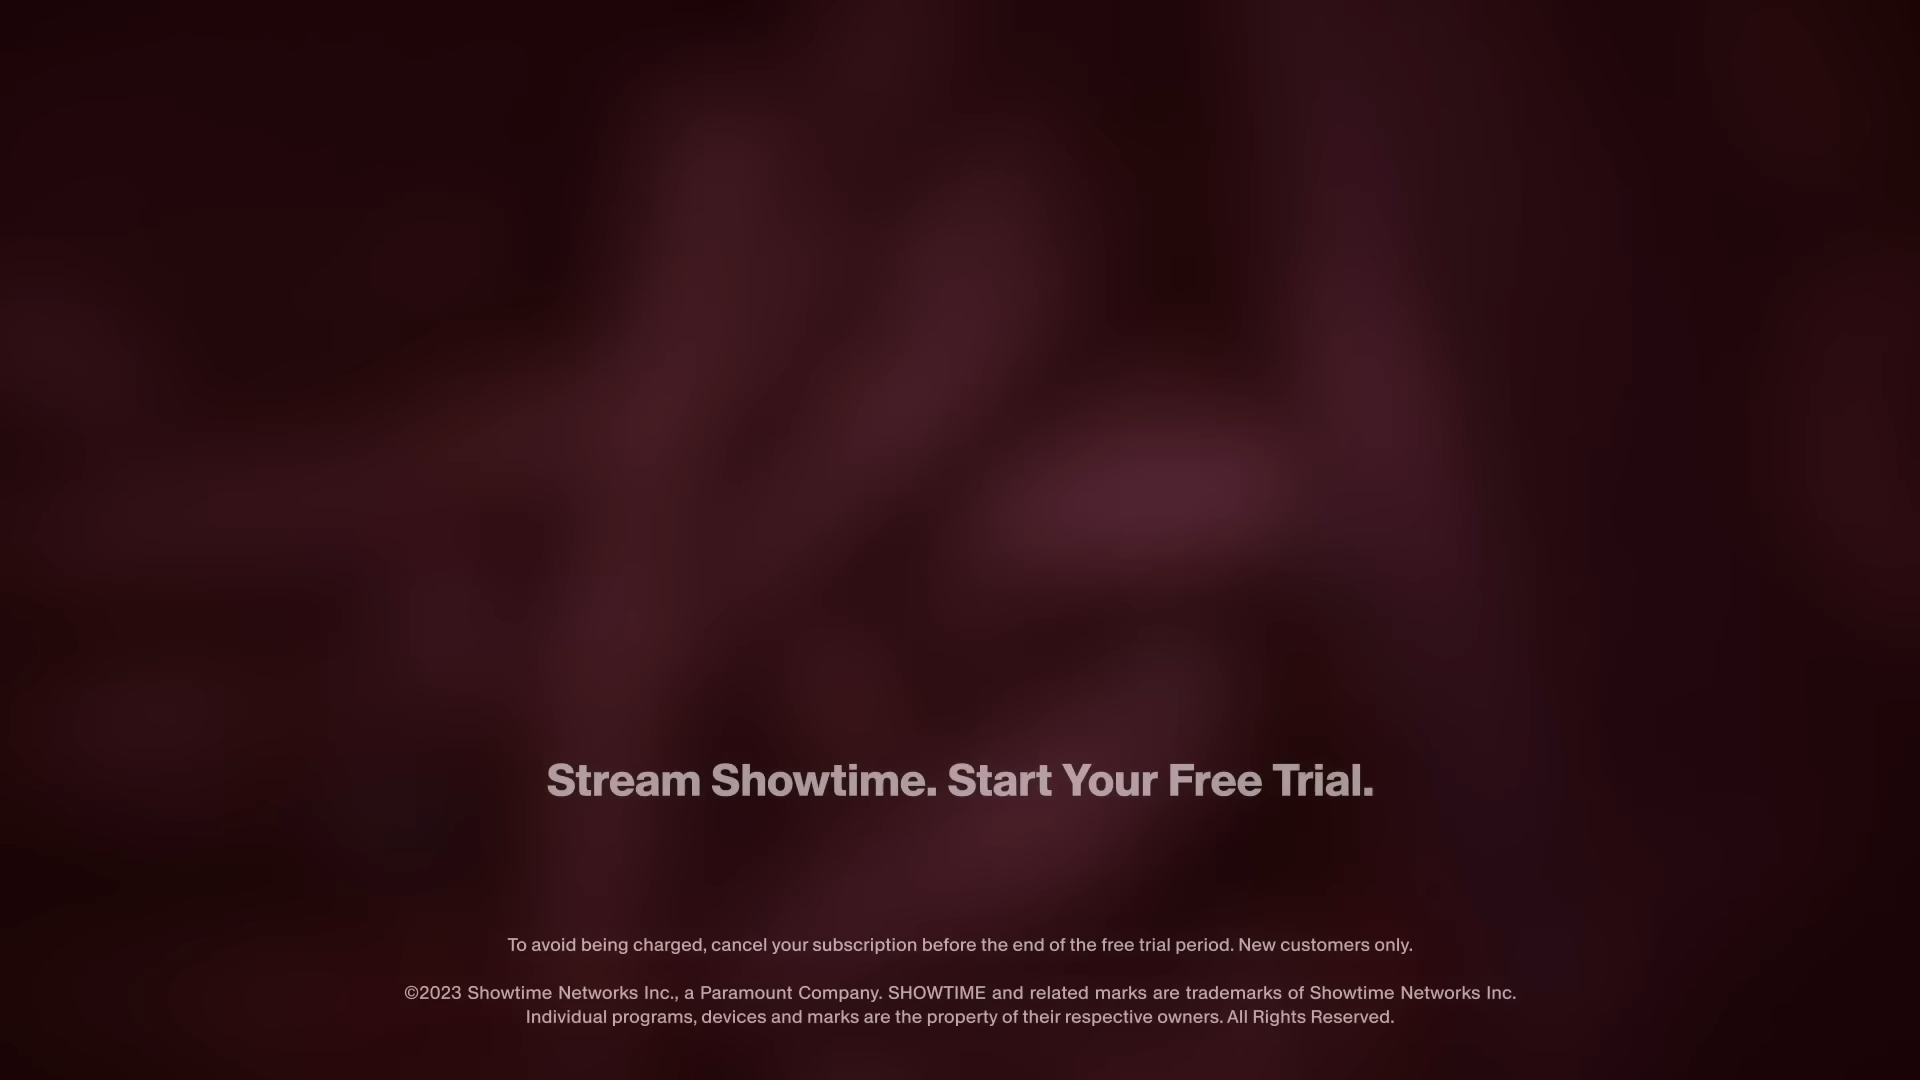 Stream Showtime. Start Your Free Trial.
To avoid being charged, cancel your subscription before the end of the free trial period. New customers only.
©2023 Showtime Networks Inc., a Paramount Company. SHOWTIME and related marks are trademarks of Showtime Networks Inc.
Individual programs, devices and marks are the property of their respective owners. All Rights Reserved.